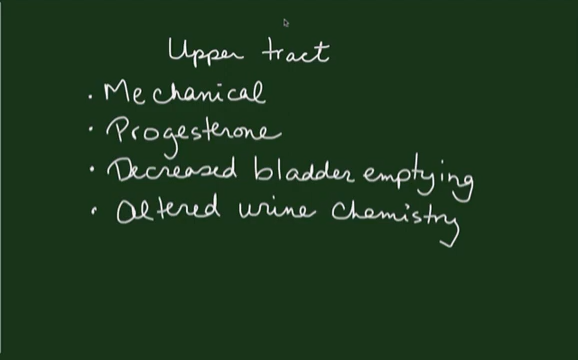 Upper tract
. Mechanical
. Progesterone
. Decreased bladder emptying
. Altered urine chemistry